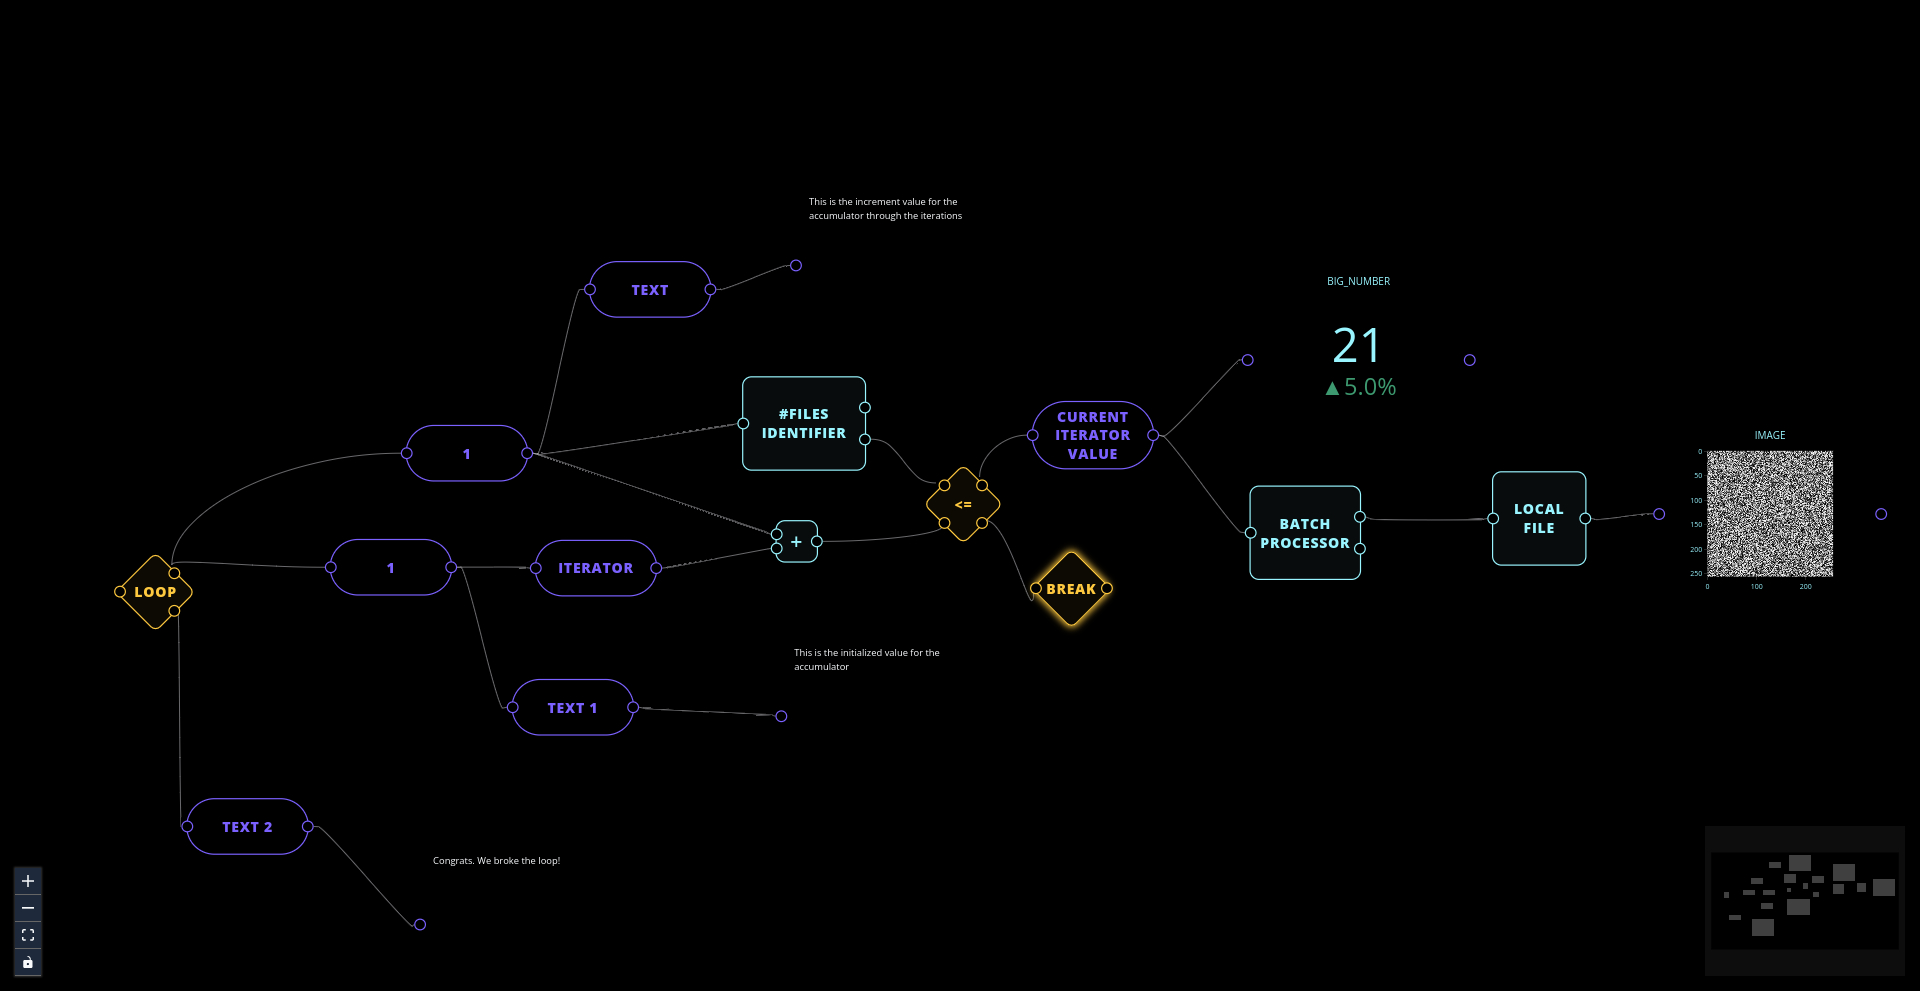 This is the increment value for the
accumulator through the iterations
TEXT
BIG_NUMBER
21
▲5.0%
#FILES
IDENTIFIER
CURRENT
ITERATOR
VALUE
1
IMAGE
0
50
100
150
200
250
0
100
200
<=
LOCAL
FILE
BATCH
PROCESSOR
+
1
ITERATOR
LOOP
BREAK
This is the initialized value for the
accumulator
TEXT 1
TEXT 2
Congrats. We broke the loop!